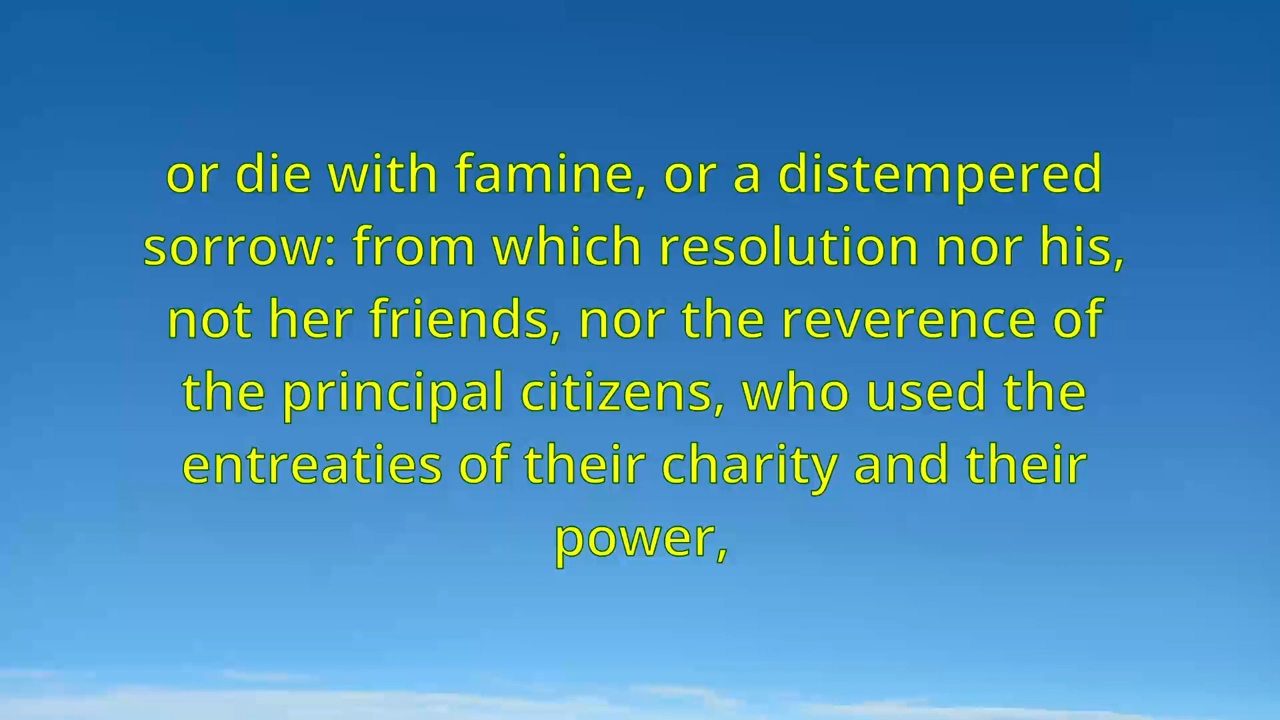 or die with famine, or a distempered
sorrow: from which resolution nor his,
not her friends, nor the reverence of
the principal citizens, who used the
entreaties of their charity and their
power,